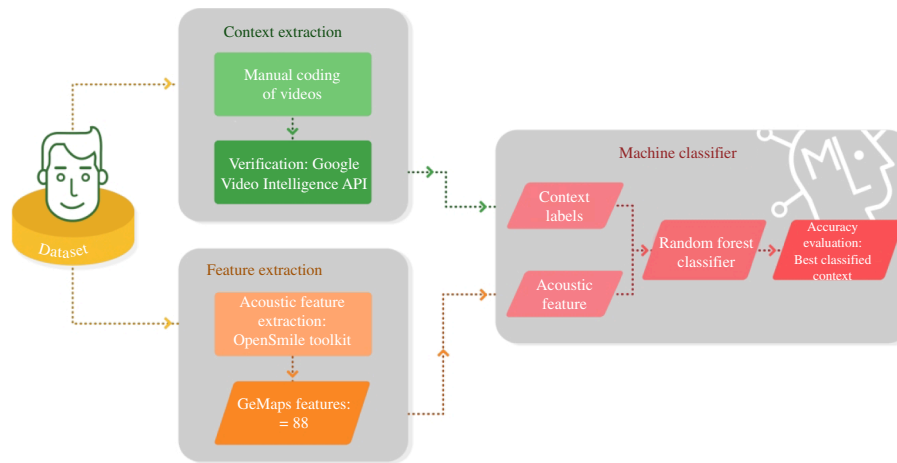 Context extraction
Manual coding
of videos
Verification: Google
Video Intelligence API
Dataset
Feature extraction
Acoustic feature
extraction:
OpenSmile toolkit
GeMaps features:
= 88
Machine classifier
ML
Context
labels
Acoustic
feature
Random forest
classifier
Accuracy
evaluation:
Best classified
context